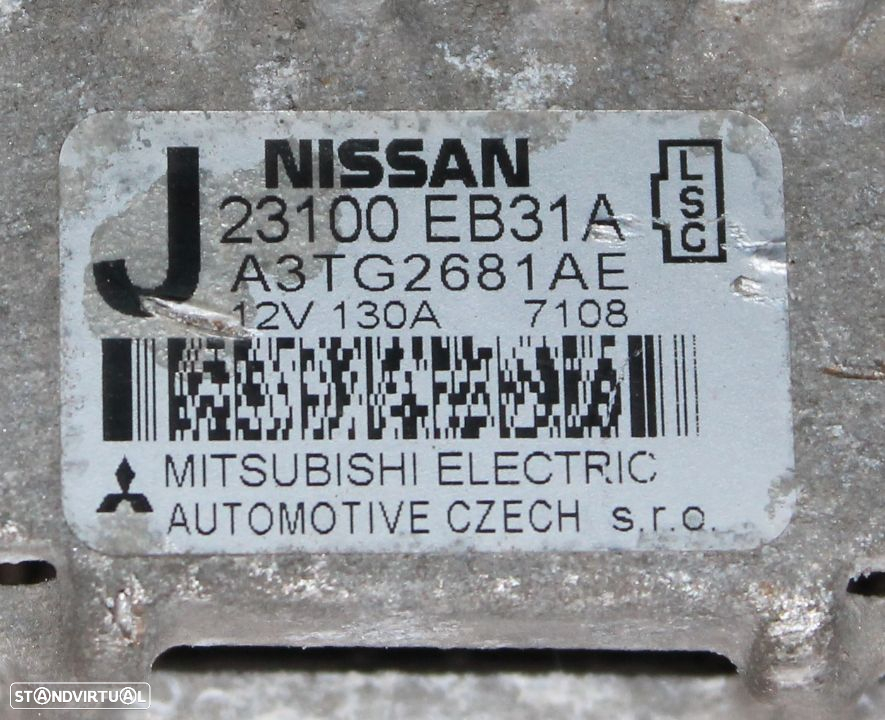 J
NISSAN
23100 EB31A
LSC
A3TG2681AE
12V 130A 7108
MITSUBISHI ELECTRIC
AUTOMOTIVE CZECH s.r.o.
STANDVIRTUAL